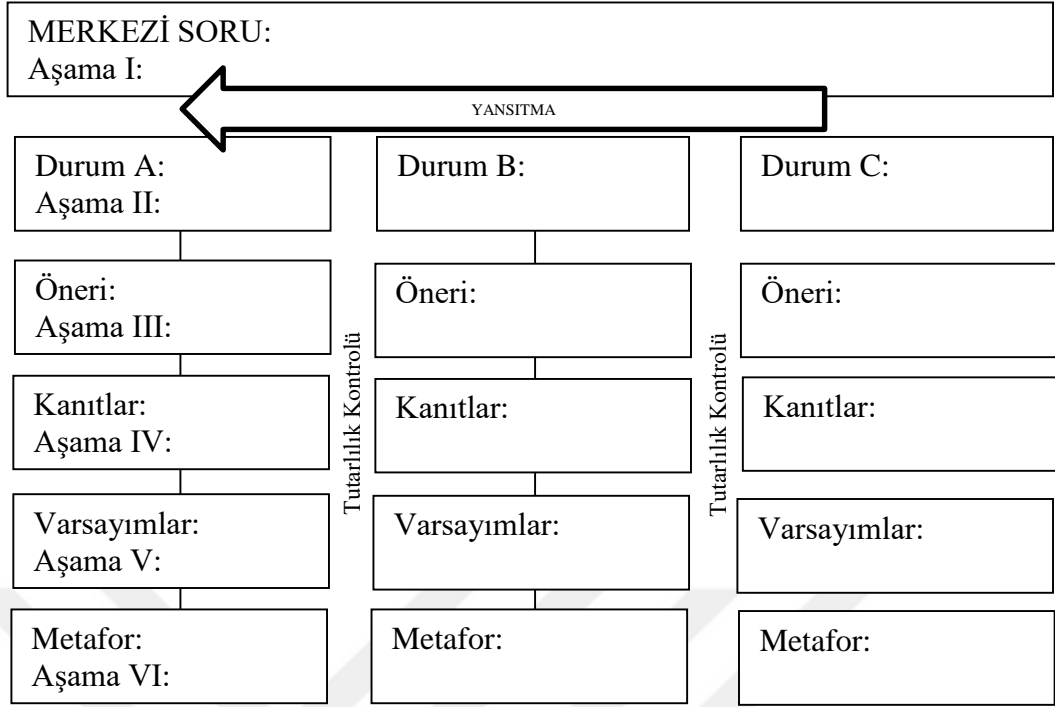 MERKEZİ SORU:
Aşama I:
YANSITMA
Durum A:
Aşama II:
Durum B:
Durum C:
Öneri:
Aşama III:
Öneri:
Öneri:
Kanıtlar:
Aşama IV:
Kanıtlar:
Kanıtlar:
Varsayımlar:
Aşama V:
Varsayımlar:
Varsayımlar:
Metafor:
Aşama VI:
Metafor:
Metafor:
Tutarlılık Kontrolü
Tutarlılık Kontrolü